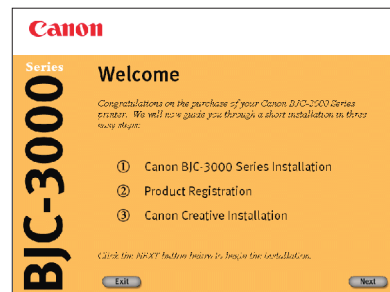 Canon
Series
BJC-3000
Welcome
Congratulations on the purchase of your Canon BJC-3000 Series
printer. We will now guide you through a short installation in three
easy steps:
① Canon BJC-3000 Series Installation
② Product Registration
③ Canon Creative Installation
Click the NEXT button below to begin the installation.
Exit
Next